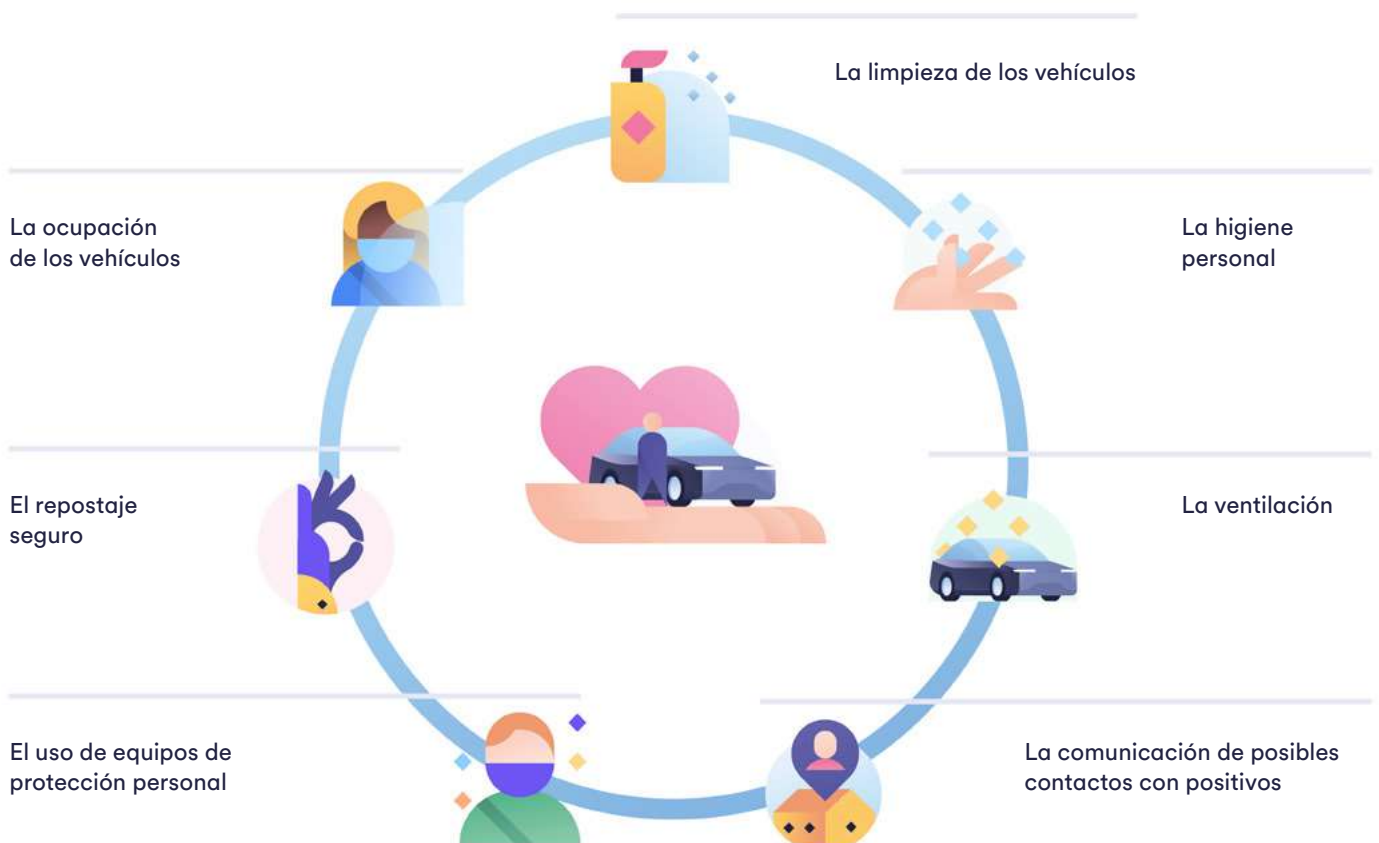 La limpieza de los vehículos
La ocupación
de los vehículos
La higiene
personal
El repostaje
seguro
La ventilación
El uso de equipos de
protección personal
La comunicación de posibles
contactos con positivos